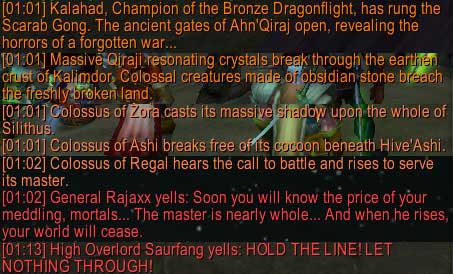 [01:01] Kalahad, Champion of the Bronze Dragonflight, has rung the
Scarab Gong. The ancient gates of Ahn'Qiraj open, revealing the
horrors of a forgotten war...
[01:01] Massive Qiraji resonating crystals break through the earthen
crust of Kalimdor. Colossal creatures made of obsidian stone breach
the freshly broken land.
[01:01] Colossus of Zora casts its massive shadow upon the whole of
Silithus.
[01:01] Colossus of Ashi breaks free of its cocoon beneath Hive'Ashi.
[01:02] Colossus of Regal hears the call to battle and rises to serve
its master.
[01:02] General Rajaxx yells: Soon you will know the price of your
meddling, mortals... The master is nearly whole... And when he rises,
your world will cease.
[01:13] High Overlord Saurfang yells: HOLD THE LINE! LET
NOTHING THROUGH!